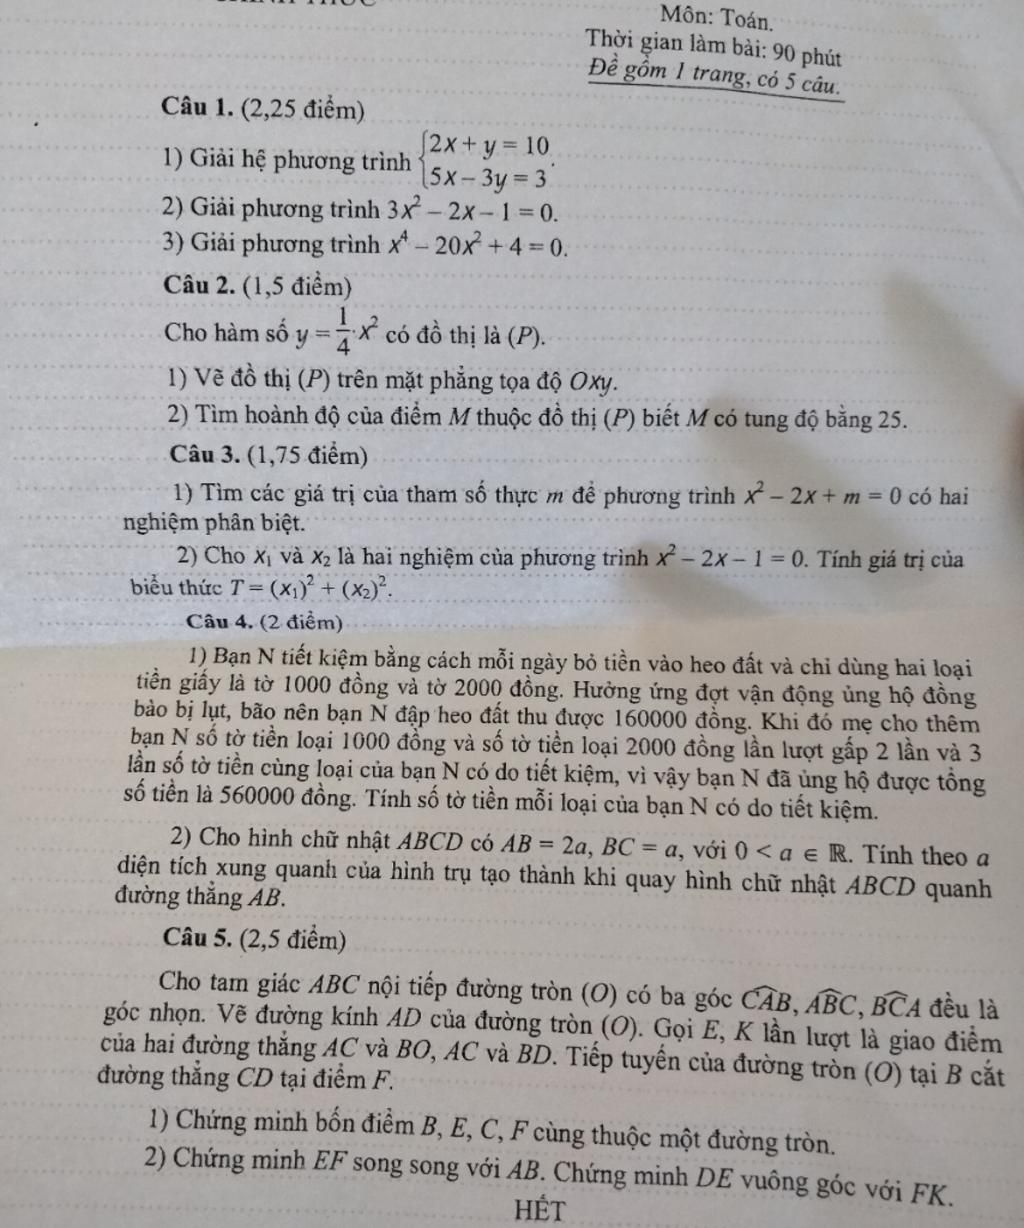 Môn: Toán.
Thời gian làm bài: 90 phút
Đề gồm 1 trang, có 5 câu.
Câu 1. (2,25 điểm)
1) Giải hệ phương trình {2x + y = 10
5x − 3y = 3.
2) Giải phương trình 3x² − 2x − 1 = 0.
3) Giải phương trình x⁴ − 20x² + 4 = 0.
Câu 2. (1,5 điểm)
Cho hàm số y = 1/4·x² có đồ thị là (P).
1) Vẽ đồ thị (P) trên mặt phẳng tọa độ Oxy.
2) Tìm hoành độ của điểm M thuộc đồ thị (P) biết M có tung độ bằng 25.
Câu 3. (1,75 điểm)
1) Tìm các giá trị của tham số thực m để phương trình x² − 2x + m = 0 có hai
nghiệm phân biệt.
2) Cho x₁ và x₂ là hai nghiệm của phương trình x² − 2x − 1 = 0. Tính giá trị của
biểu thức T = (x₁)² + (x₂)².
Câu 4. (2 điểm)
1) Bạn N tiết kiệm bằng cách mỗi ngày bỏ tiền vào heo đất và chỉ dùng hai loại
tiền giấy là tờ 1000 đồng và tờ 2000 đồng. Hưởng ứng đợt vận động ủng hộ đồng
bào bị lụt, bão nên bạn N đập heo đất thu được 160000 đồng. Khi đó mẹ cho thêm
bạn N số tờ tiền loại 1000 đồng và số tờ tiền loại 2000 đồng lần lượt gấp 2 lần và 3
lần số tờ tiền cùng loại của bạn N có do tiết kiệm, vì vậy bạn N đã ủng hộ được tổng
số tiền là 560000 đồng. Tính số tờ tiền mỗi loại của bạn N có do tiết kiệm.
2) Cho hình chữ nhật ABCD có AB = 2a, BC = a, với 0 < a ∈ ℝ. Tính theo a
diện tích xung quanh của hình trụ tạo thành khi quay hình chữ nhật ABCD quanh
đường thẳng AB.
Câu 5. (2,5 điểm)
Cho tam giác ABC nội tiếp đường tròn (O) có ba góc CAB, ABC, BCA đều là
góc nhọn. Vẽ đường kính AD của đường tròn (O). Gọi E, K lần lượt là giao điểm
của hai đường thẳng AC và BO, AC và BD. Tiếp tuyến của đường tròn (O) tại B cắt
đường thẳng CD tại điểm F.
1) Chứng minh bốn điểm B, E, C, F cùng thuộc một đường tròn.
2) Chứng minh EF song song với AB. Chứng minh DE vuông góc với FK.
HẾT